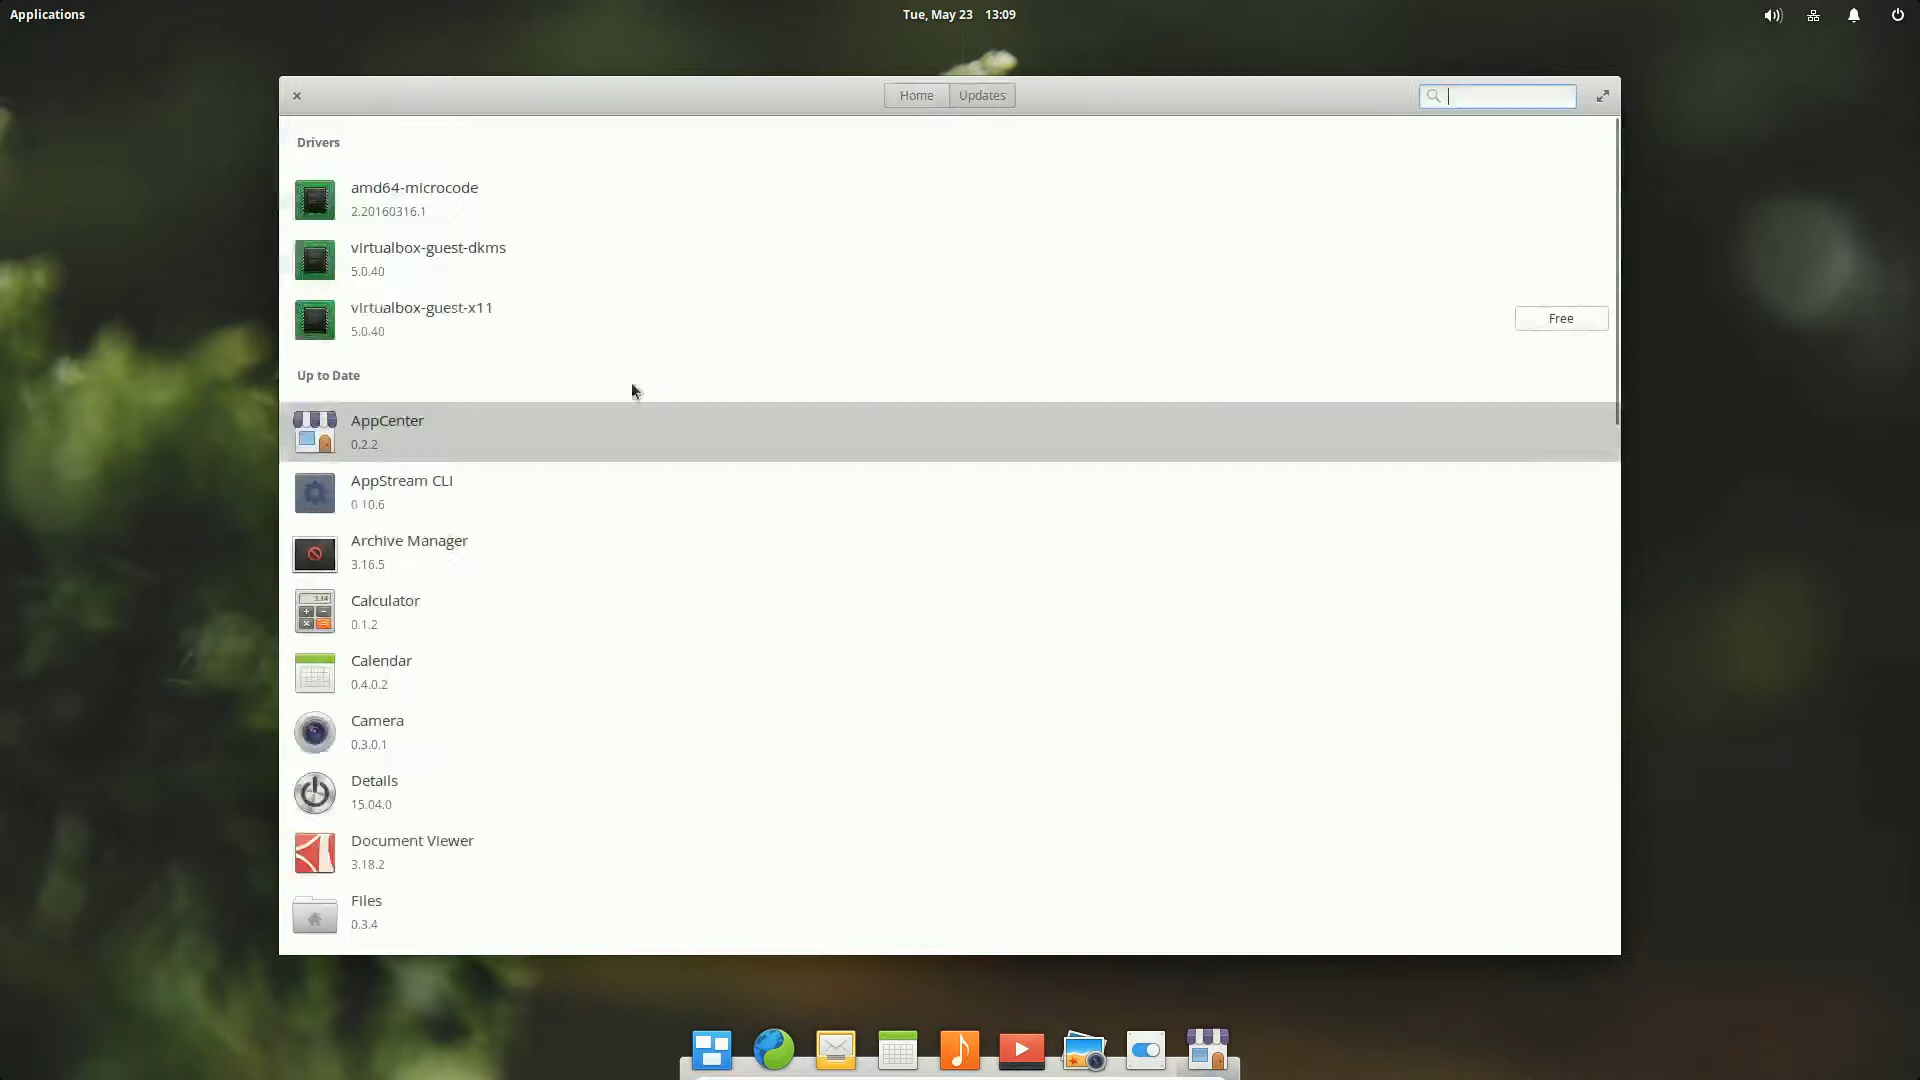 Applications
Tue, May 23 13:09
Home
Updates
Drivers
amd64-microcode
2.20160316.1
virtualbox-guest-dkms
5.0.40
virtualbox-guest-x11
5.0.40
Free
Up to Date
AppCenter
0.2.2
AppStream CLI
0.10.6
Archive Manager
3.16.5
Calculator
0.1.2
Calendar
0.4.0.2
Camera
0.3.0.1
Details
15.04.0
Document Viewer
3.18.2
Files
0.3.4